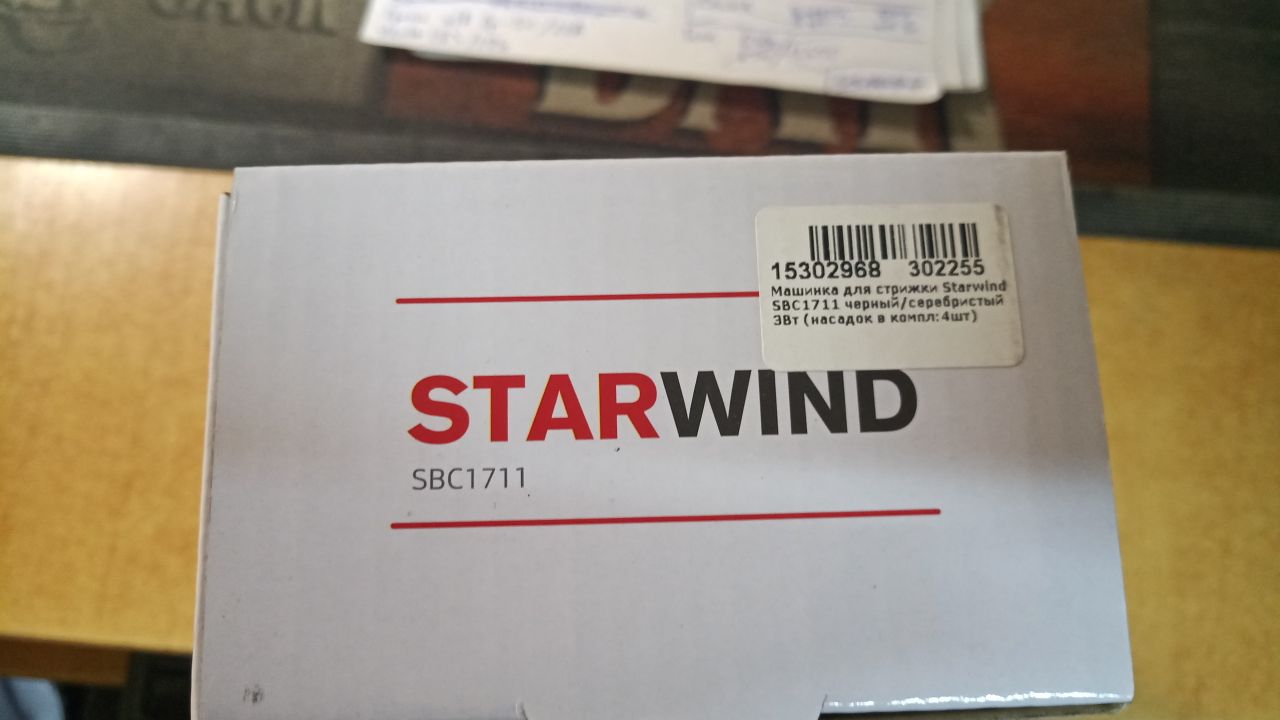 15302968 302255
Машинка для стрижки Starwind
SBC1711 черный/серебристый
3Вт (насадок в компл:4шт)
STARWIND
SBC1711